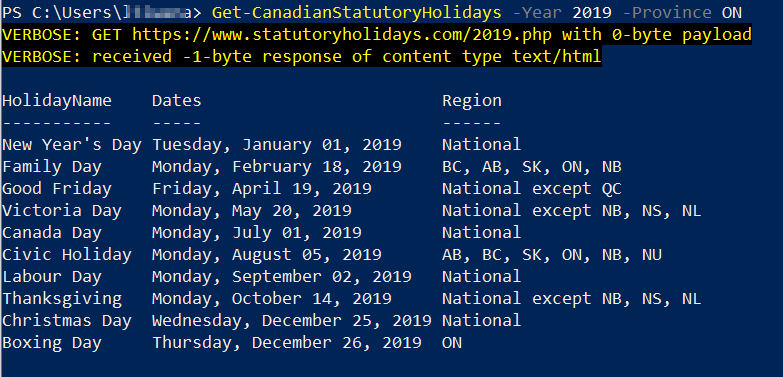 PS C:\Users\> Get-CanadianStatutoryHolidays -Year 2019 -Province ON
VERBOSE: GET https://www.statutoryholidays.com/2019.php with 0-byte payload
VERBOSE: received -1-byte response of content type text/html
HolidayName Dates Region
----------- ----- ------
New Year's Day Tuesday, January 01, 2019 National
Family Day Monday, February 18, 2019 BC, AB, SK, ON, NB
Good Friday Friday, April 19, 2019 National except QC
Victoria Day Monday, May 20, 2019 National except NB, NS, NL
Canada Day Monday, July 01, 2019 National
Civic Holiday Monday, August 05, 2019 AB, BC, SK, ON, NB, NU
Labour Day Monday, September 02, 2019 National
Thanksgiving Monday, October 14, 2019 National except NB, NS, NL
Christmas Day Wednesday, December 25, 2019 National
Boxing Day Thursday, December 26, 2019 ON